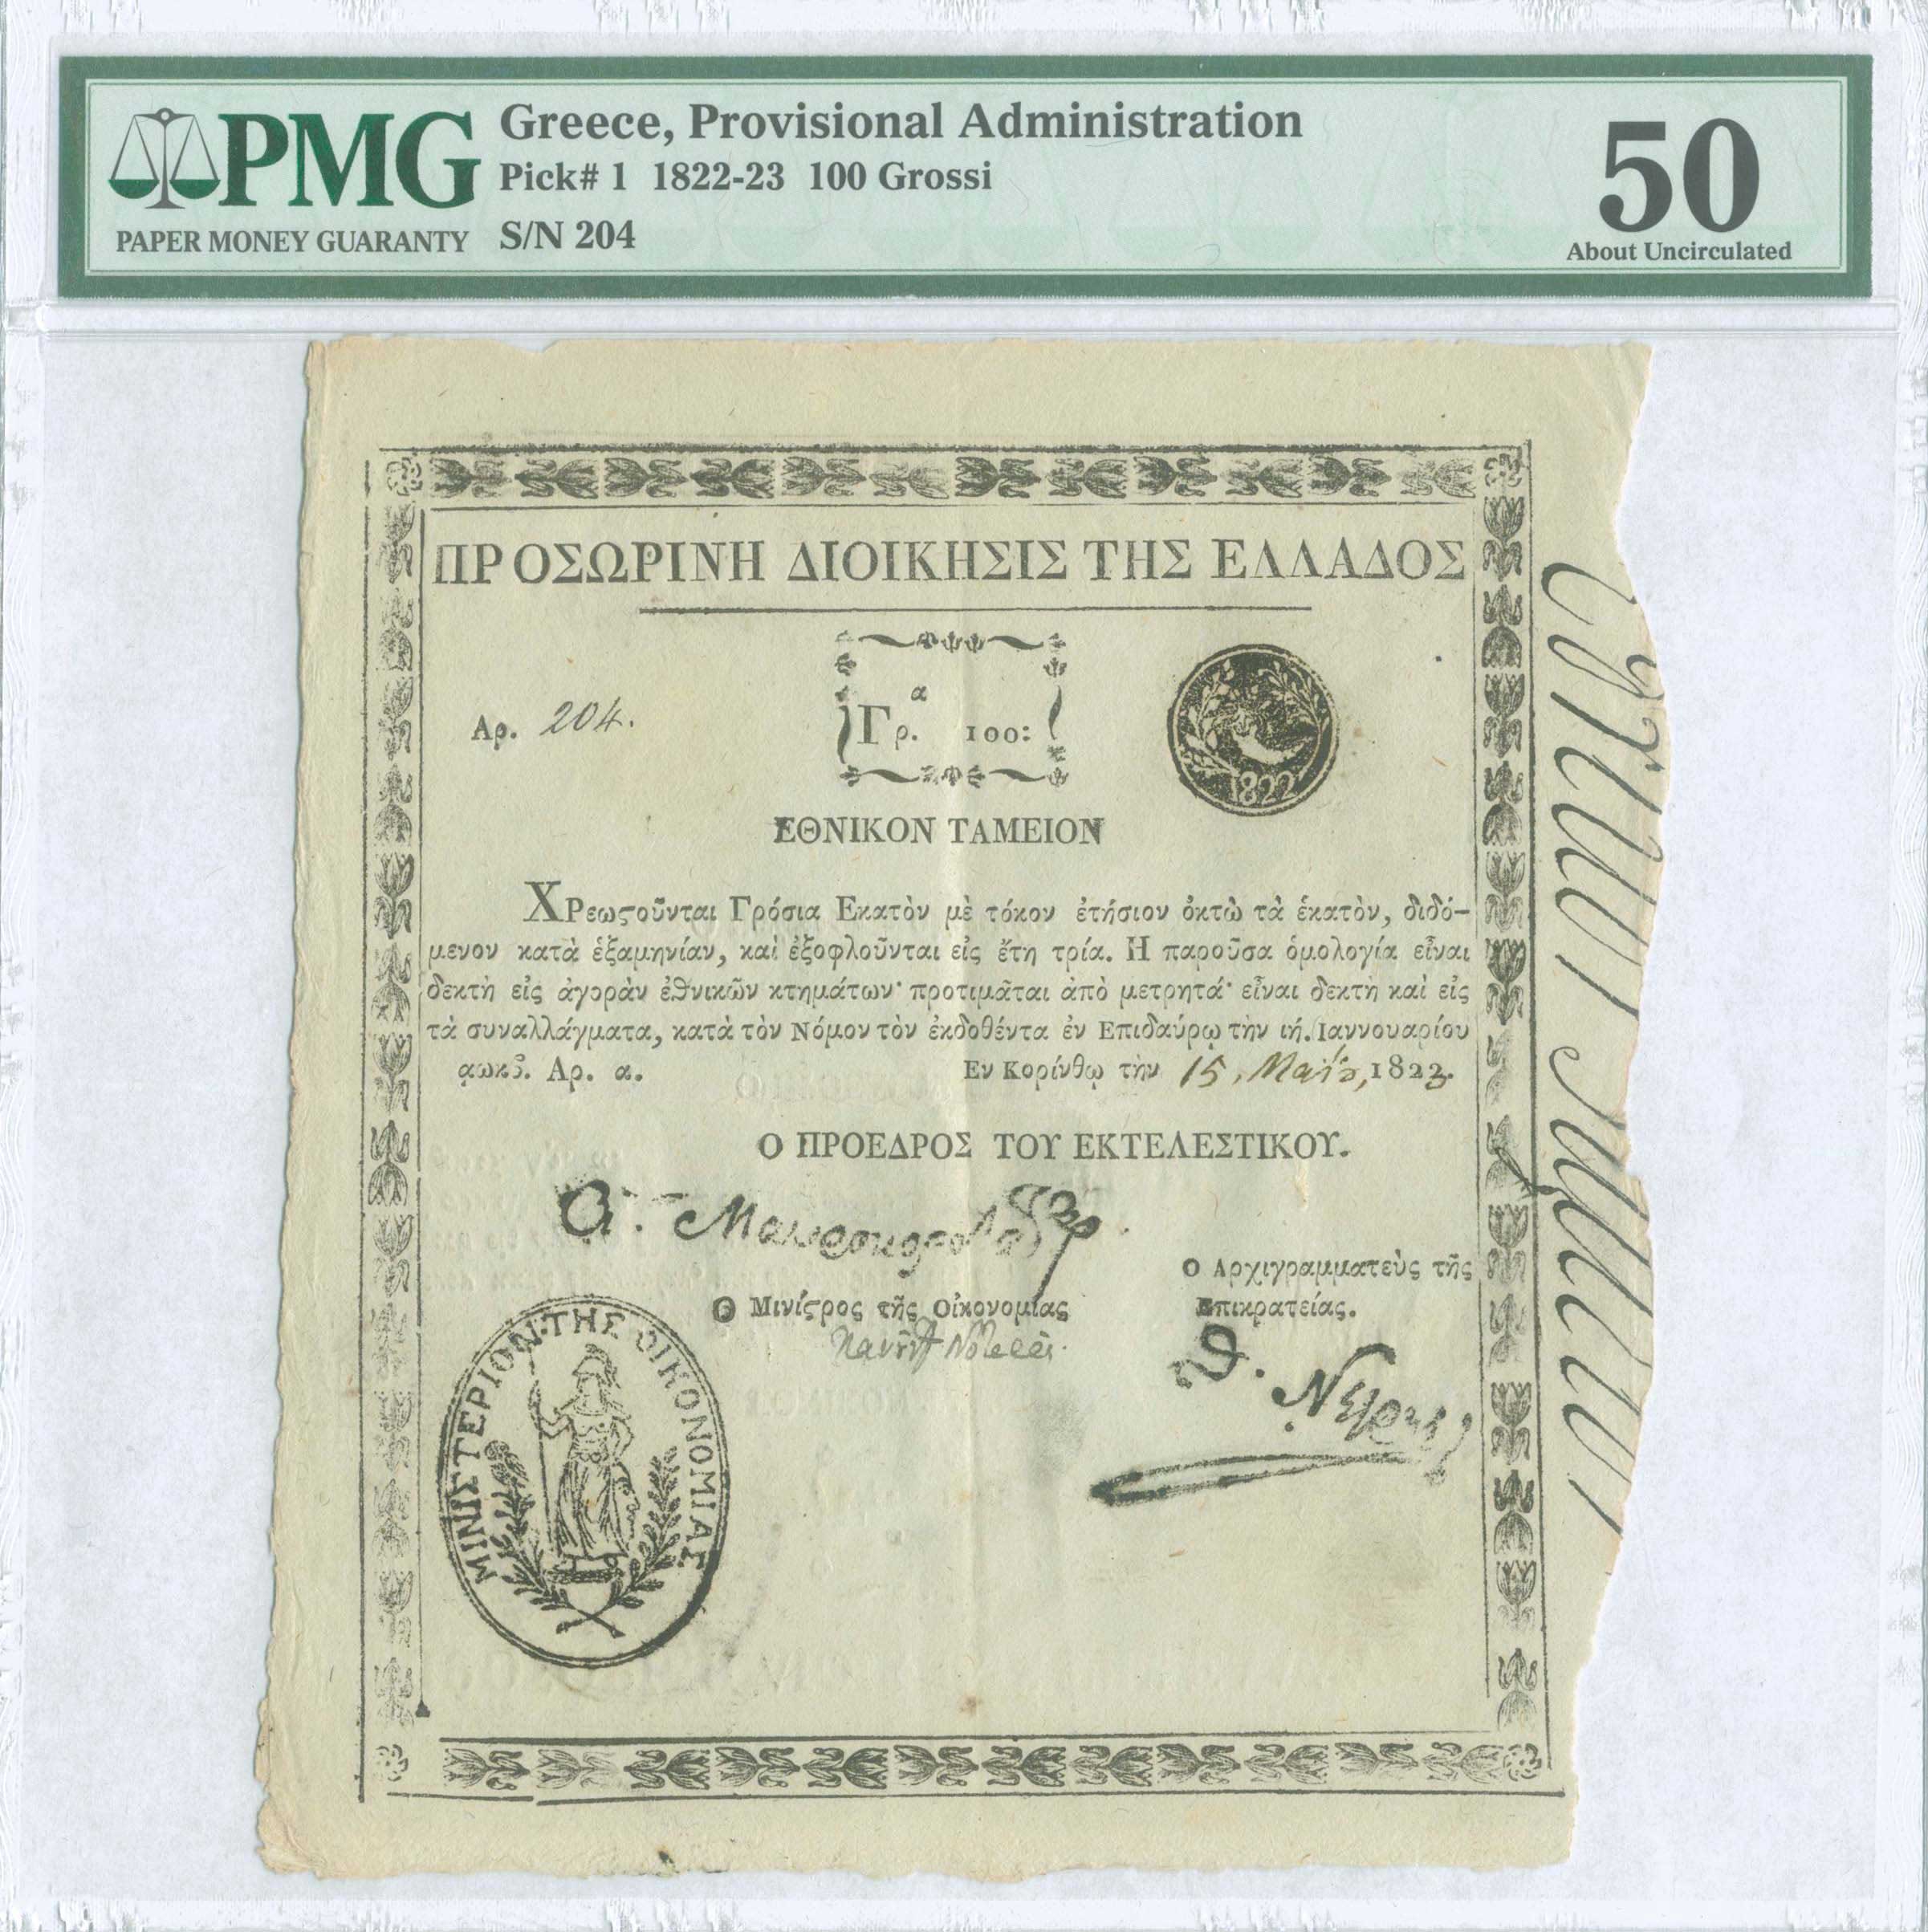 PMG
PAPER MONEY GUARANTY
Greece, Provisional Administration
Pick# 1 1822-23 100 Grossi
S/N 204
50
About Uncirculated
ΠΡΟΣΩΡΙΝΗ ΔΙΟΙΚΗΣΙΣ ΤΗΣ ΕΛΛΑΔΟΣ
Αρ. 204.
Γρ.α 100:
1822
ΕΘΝΙΚΟΝ ΤΑΜΕΙΟΝ
ΧΡεωϛοῦνται Γρόσια Εκατὸν μὲ τόκον ἐτήσιον ὀκτὼ τὰ ἑκατὸν, διδό-
μενον κατὰ ἑξαμηνίαν, καὶ ἐξοφλοῦνται εἰς ἔτη τρία. Η παροῦσα ὁμολογία εἶναι
δεκτὴ εἰς ἀγορὰν ἐθνικῶν κτημάτων· προτιμᾶται ἀπὸ μετρητά· εἶναι δεκτὴ καὶ εἰς
τὰ συναλλάγματα, κατὰ τὸν Νόμον τὸν ἐκδοθέντα ἐν Επιδαύρῳ τὴν ιή. Ιαννουαρίου
Αρ. α.
Εν Κορίνθῳ τὴν 15, Μαΐου, 1823.
Ο ΠΡΟΕΔΡΟΣ ΤΟΥ ΕΚΤΕΛΕΣΤΙΚΟΥ.
Ο Μινίϛρος τῆς Οἰκονομίας
Ο Αρχιγραμματεὺς τῆς
Επικρατείας.
Θ. Νέγρης
ΜΙΝΙΣΤΕΡΙΟΝ ΤΗΣ ΟΙΚΟΝΟΜΙΑΣ